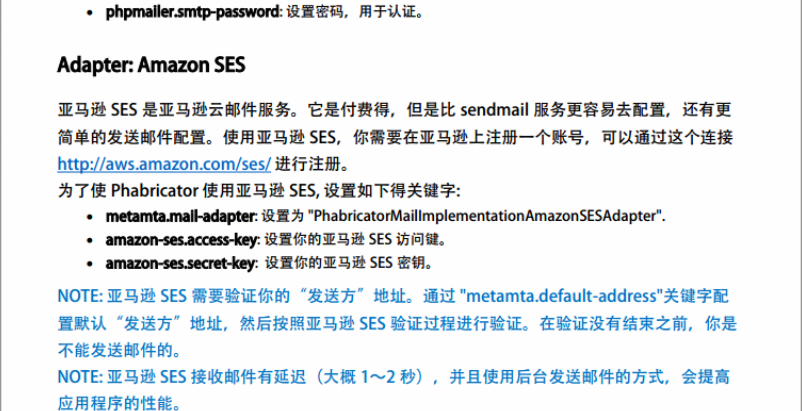 • phpmailer.smtp-password: 设置密码，用于认证。
Adapter: Amazon SES
亚马逊 SES 是亚马逊云邮件服务。它是付费得，但是比 sendmail 服务更容易去配置，还有更
简单的发送邮件配置。使用亚马逊 SES，你需要在亚马逊上注册一个账号，可以通过这个连接
http://aws.amazon.com/ses/ 进行注册。
为了使 Phabricator 使用亚马逊 SES, 设置如下得关键字:
• metamta.mail-adapter: 设置为 "PhabricatorMailImplementationAmazonSESAdapter".
• amazon-ses.access-key: 设置你的亚马逊 SES 访问键。
• amazon-ses.secret-key: 设置你的亚马逊 SES 密钥。
NOTE: 亚马逊 SES 需要验证你的“发送方”地址。通过 "metamta.default-address"关键字配
置默认“发送方”地址，然后按照亚马逊 SES 验证过程进行验证。在验证没有结束之前，你是
不能发送邮件的。
NOTE: 亚马逊 SES 接收邮件有延迟（大概 1～2 秒），并且使用后台发送邮件的方式，会提高
应用程序的性能。